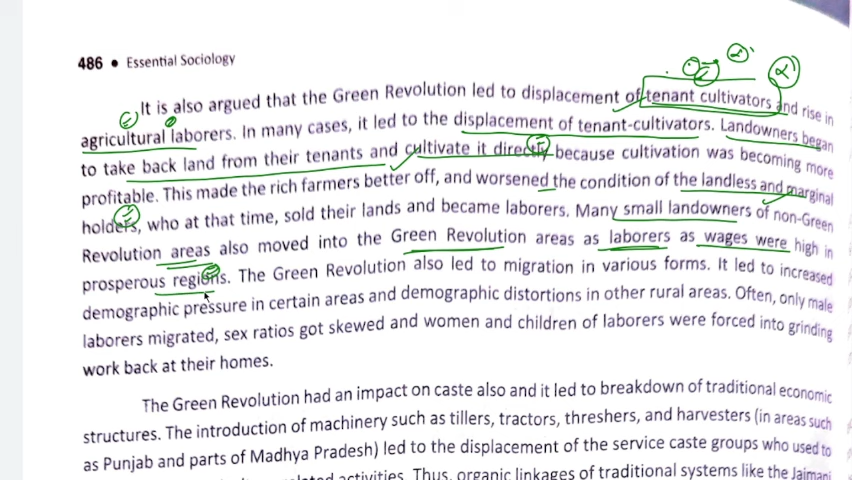 486 • Essential Sociology
It is also argued that the Green Revolution led to displacement of tenant cultivators and rise in
agricultural laborers. In many cases, it led to the displacement of tenant-cultivators. Landowners began
to take back land from their tenants and cultivate it directly because cultivation was becoming more
profitable. This made the rich farmers better off, and worsened the condition of the landless and marginal
holders, who at that time, sold their lands and became laborers. Many small landowners of non-Green
Revolution areas also moved into the Green Revolution areas as laborers as wages were high in
prosperous regions. The Green Revolution also led to migration in various forms. It led to increased
demographic pressure in certain areas and demographic distortions in other rural areas. Often, only male
laborers migrated, sex ratios got skewed and women and children of laborers were forced into grinding
work back at their homes.
The Green Revolution had an impact on caste also and it led to breakdown of traditional economic
structures. The introduction of machinery such as tillers, tractors, threshers, and harvesters (in areas such
as Punjab and parts of Madhya Pradesh) led to the displacement of the service caste groups who used to
activities. Thus, organic linkages of traditional systems like the Jajmani